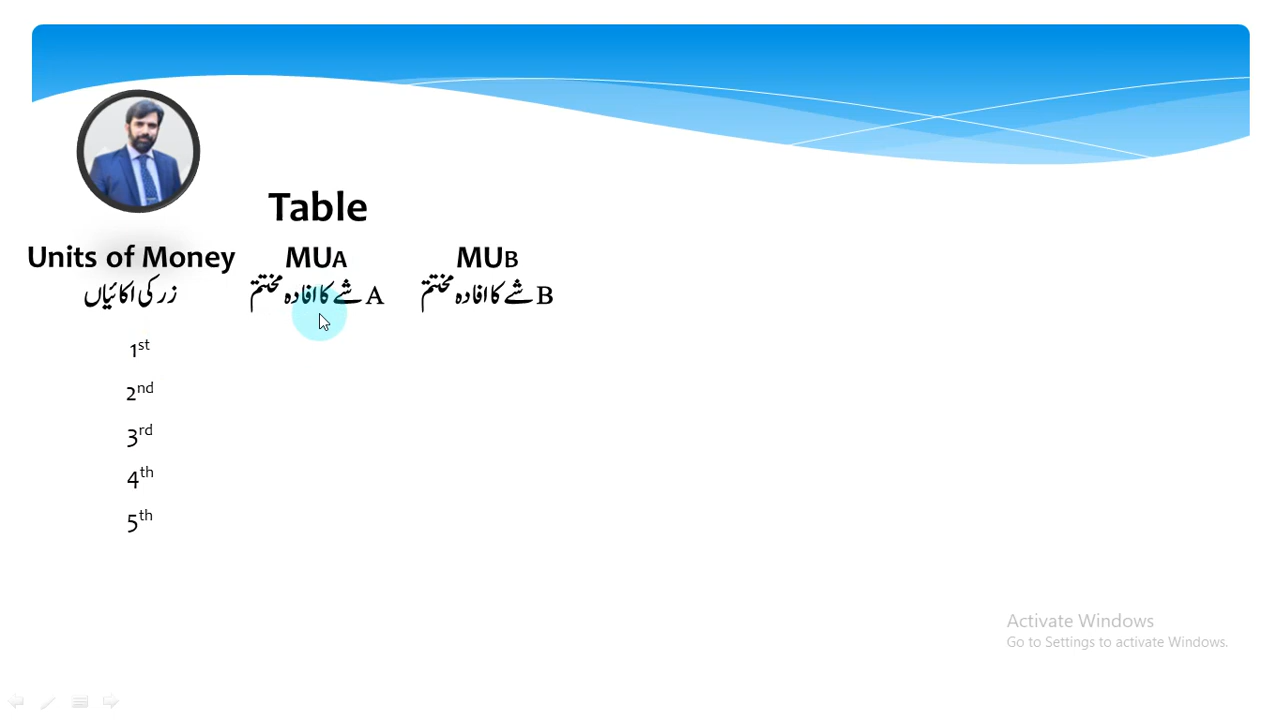 Table
Units of Money MUA MUB
زر کی اکائیاں A شے کا افادہ مختتم B شے کا افادہ مختتم
1st
2nd
3rd
4th
5th
Activate Windows
Go to Settings to activate Windows.